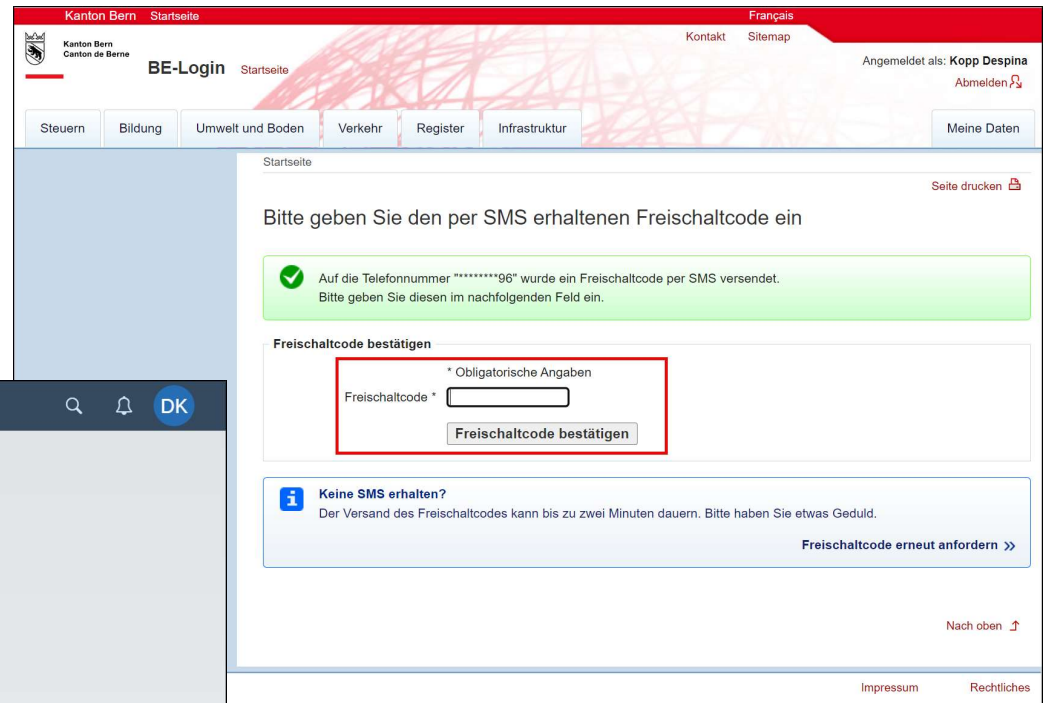 Kanton Bern Startseite Français
Kontakt Sitemap
Kanton Bern
Canton de Berne
BE-Login Startseite
Angemeldet als: Kopp Despina
Abmelden
Steuern Bildung Umwelt und Boden Verkehr Register Infrastruktur Meine Daten
Startseite
Seite drucken
Bitte geben Sie den per SMS erhaltenen Freischaltcode ein
Auf die Telefonnummer "********96" wurde ein Freischaltcode per SMS versendet.
Bitte geben Sie diesen im nachfolgenden Feld ein.
Freischaltcode bestätigen
* Obligatorische Angaben
Freischaltcode *
Freischaltcode bestätigen
DK
Keine SMS erhalten?
Der Versand des Freischaltcodes kann bis zu zwei Minuten dauern. Bitte haben Sie etwas Geduld.
Freischaltcode erneut anfordern »
Nach oben
Impressum Rechtliches